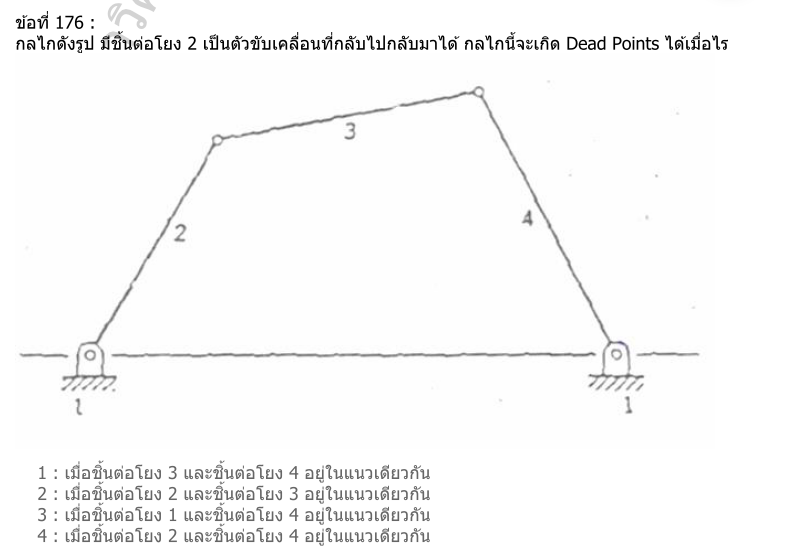 ข้อที่ 176 :
กลไกดังรูป มีชิ้นต่อโยง 2 เป็นตัวขับเคลื่อนที่กลับไปกลับมาได้ กลไกนี้จะเกิด Dead Points ได้เมื่อไร
3
2
4
1
1
1 : เมื่อชิ้นต่อโยง 3 และชิ้นต่อโยง 4 อยู่ในแนวเดียวกัน
2 : เมื่อชิ้นต่อโยง 2 และชิ้นต่อโยง 3 อยู่ในแนวเดียวกัน
3 : เมื่อชิ้นต่อโยง 1 และชิ้นต่อโยง 4 อยู่ในแนวเดียวกัน
4 : เมื่อชิ้นต่อโยง 2 และชิ้นต่อโยง 4 อยู่ในแนวเดียวกัน